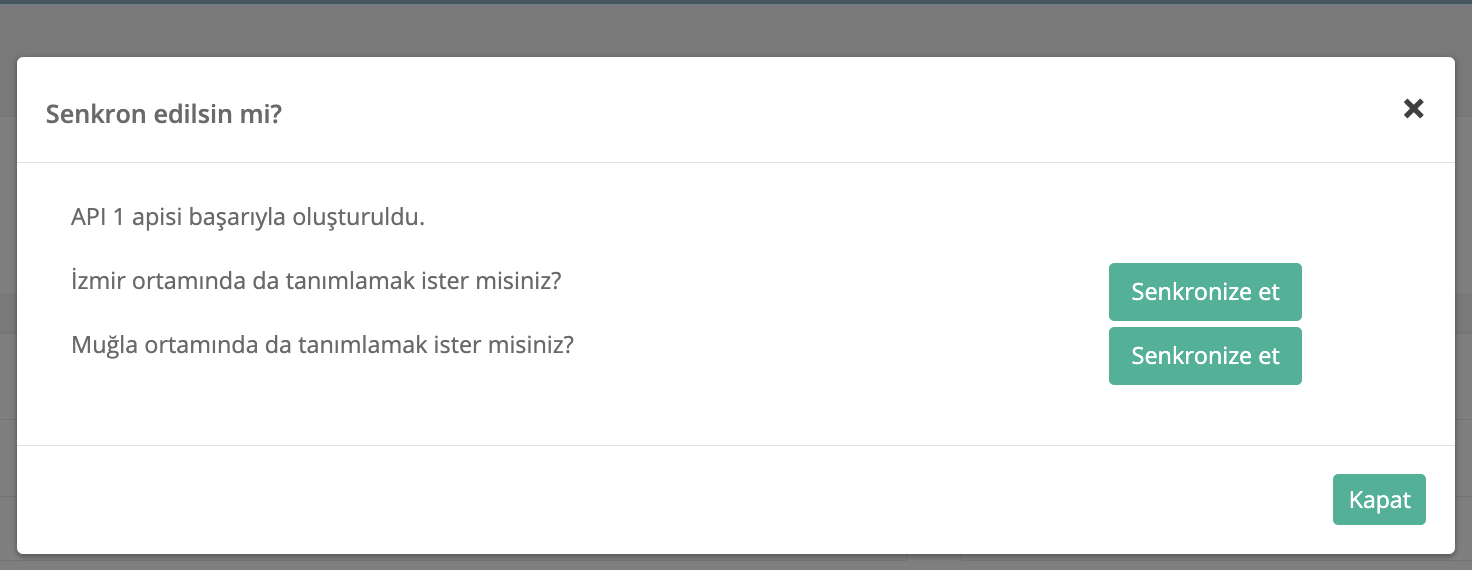 Senkron edilsin mi?
API 1 apisi başarıyla oluşturuldu.
İzmir ortamında da tanımlamak ister misiniz?
Senkronize et
Muğla ortamında da tanımlamak ister misiniz?
Senkronize et
Kapat